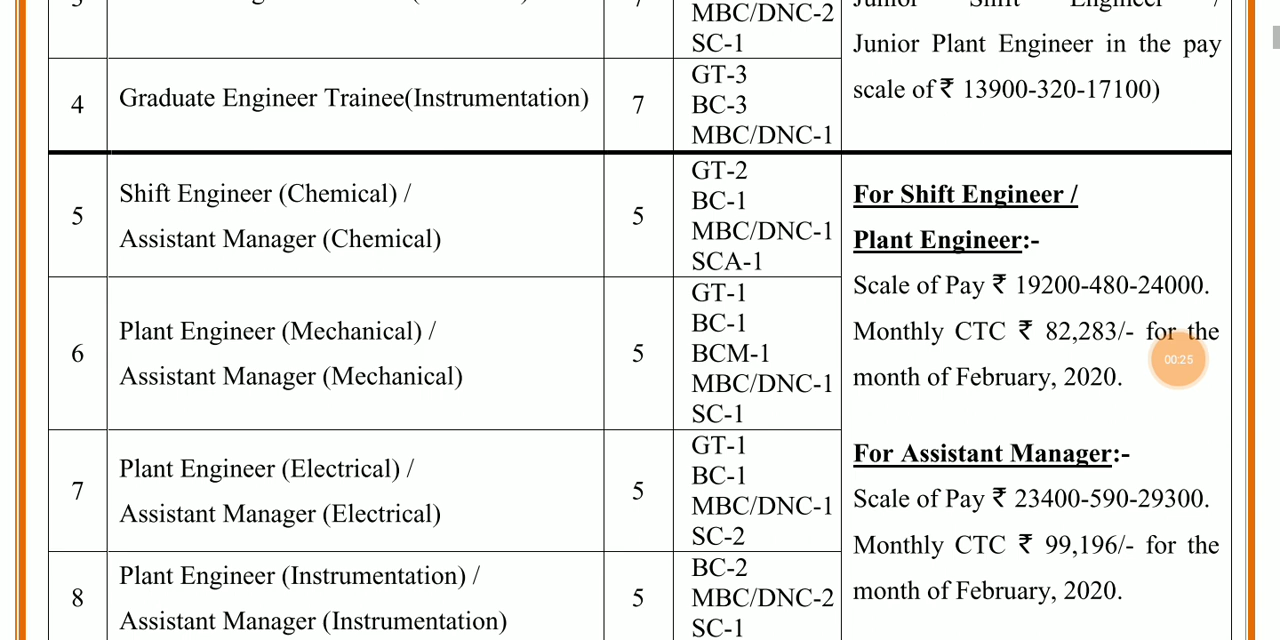 MBC/DNC-2
SC-1
Junior Shift Engineer /
Junior Plant Engineer in the pay
scale of ₹ 13900-320-17100)
4
Graduate Engineer Trainee(Instrumentation)
7
GT-3
BC-3
MBC/DNC-1
5
Shift Engineer (Chemical) /
Assistant Manager (Chemical)
5
GT-2
BC-1
MBC/DNC-1
SCA-1
6
Plant Engineer (Mechanical) /
Assistant Manager (Mechanical)
5
GT-1
BC-1
BCM-1
MBC/DNC-1
SC-1
7
Plant Engineer (Electrical) /
Assistant Manager (Electrical)
5
GT-1
BC-1
MBC/DNC-1
SC-2
8
Plant Engineer (Instrumentation) /
Assistant Manager (Instrumentation)
5
BC-2
MBC/DNC-2
SC-1
For Shift Engineer /
Plant Engineer:-
Scale of Pay ₹ 19200-480-24000.
Monthly CTC ₹ 82,283/- for the
month of February, 2020.
For Assistant Manager:-
Scale of Pay ₹ 23400-590-29300.
Monthly CTC ₹ 99,196/- for the
month of February, 2020.
00:25